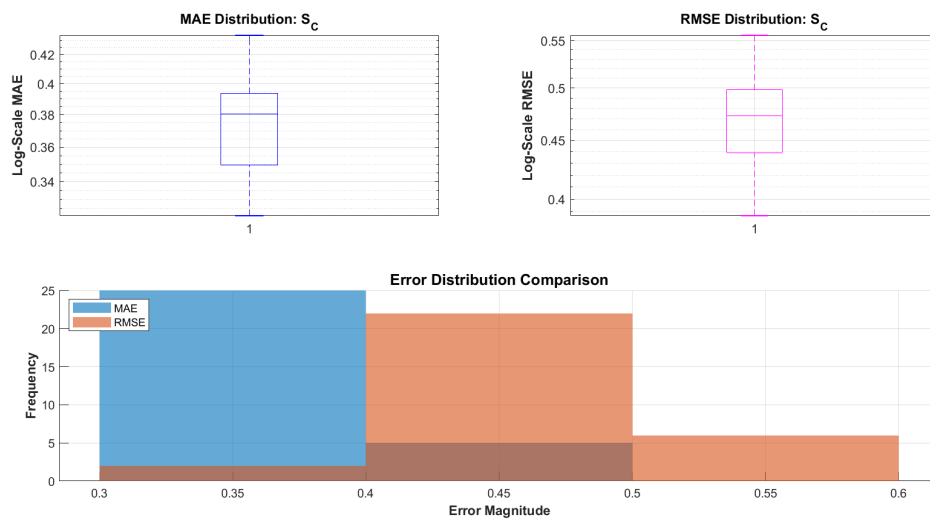 MAE Distribution: S_C
RMSE Distribution: S_C
Log-Scale MAE
0.42
0.4
0.38
0.36
0.34
1
Log-Scale RMSE
0.55
0.5
0.45
0.4
1
Error Distribution Comparison
Frequency
25
20
15
10
5
0
MAE
RMSE
0.3
0.35
0.4
0.45
0.5
0.55
0.6
Error Magnitude